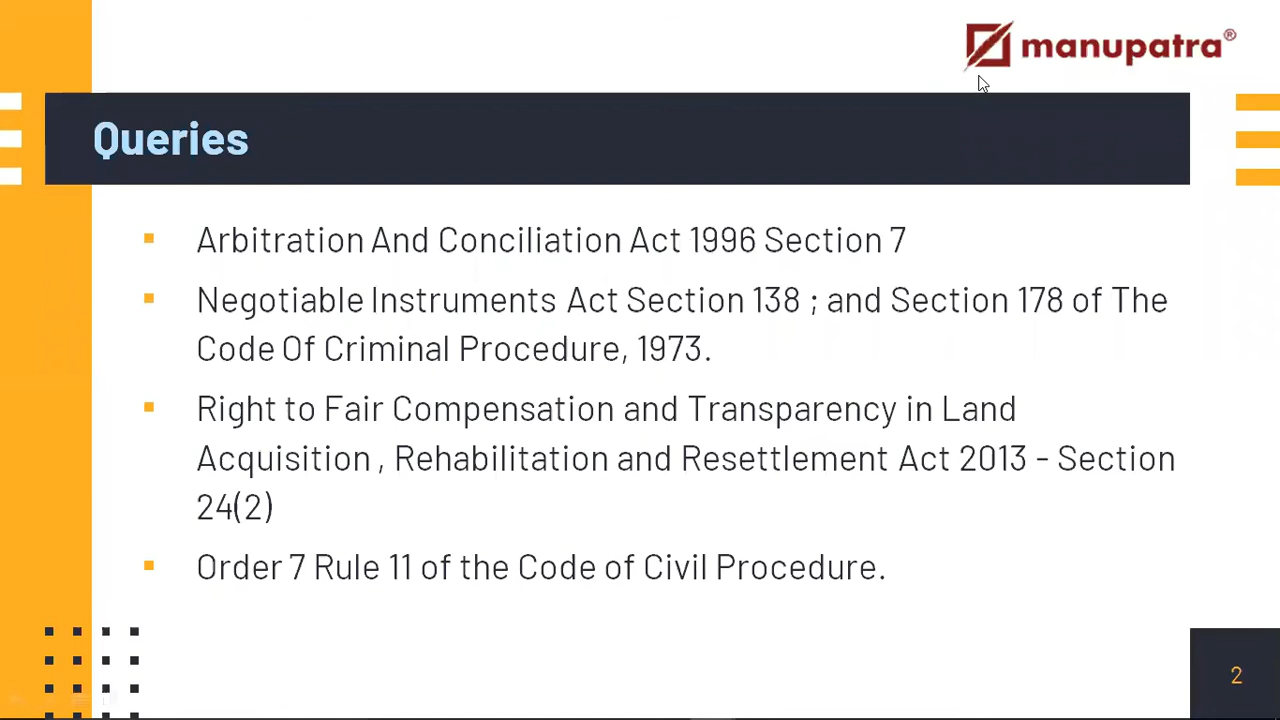 manupatra®
Queries
▪ Arbitration And Conciliation Act 1996 Section 7
▪ Negotiable Instruments Act Section 138 ; and Section 178 of The
Code Of Criminal Procedure, 1973.
▪ Right to Fair Compensation and Transparency in Land
Acquisition , Rehabilitation and Resettlement Act 2013 - Section
24(2)
▪ Order 7 Rule 11 of the Code of Civil Procedure.
2